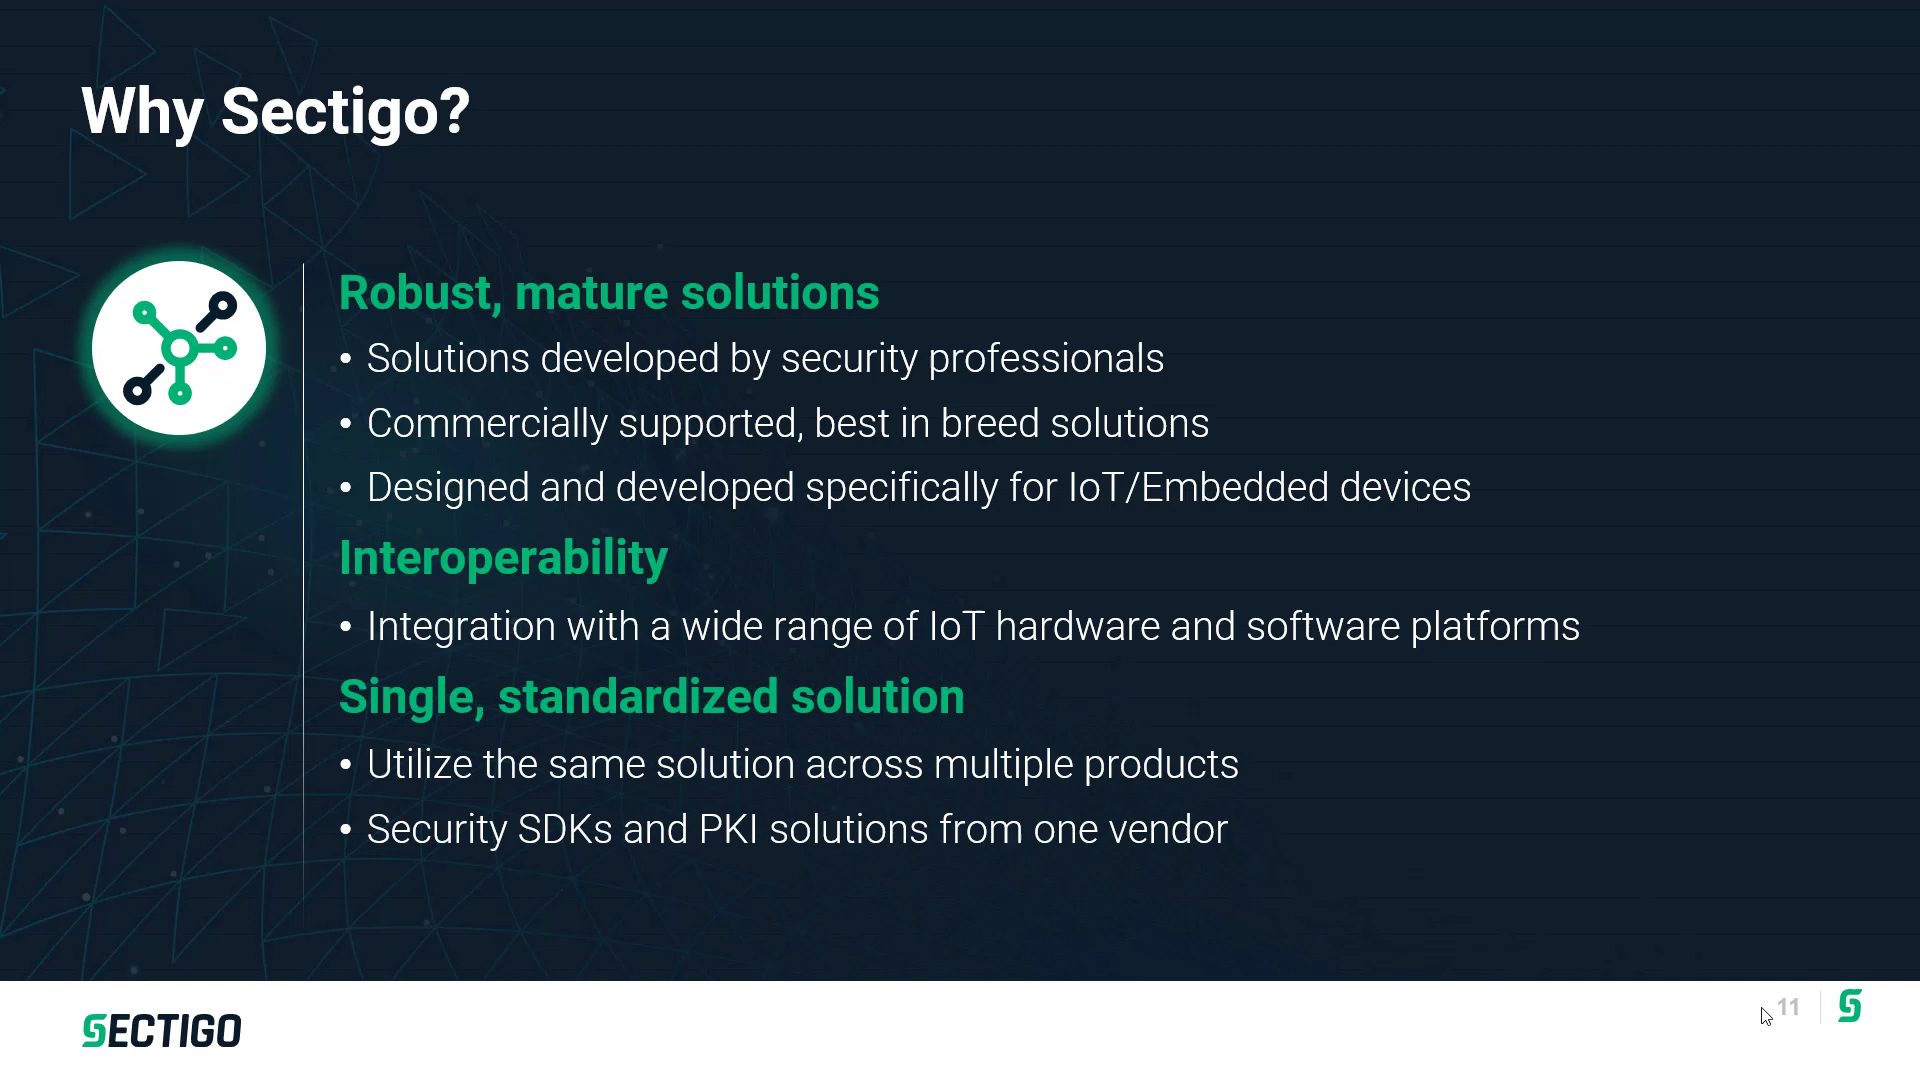 Why Sectigo?
Robust, mature solutions
• Solutions developed by security professionals
• Commercially supported, best in breed solutions
• Designed and developed specifically for IoT/Embedded devices
Interoperability
• Integration with a wide range of IoT hardware and software platforms
Single, standardized solution
• Utilize the same solution across multiple products
• Security SDKs and PKI solutions from one vendor
SECTIGO
11
S